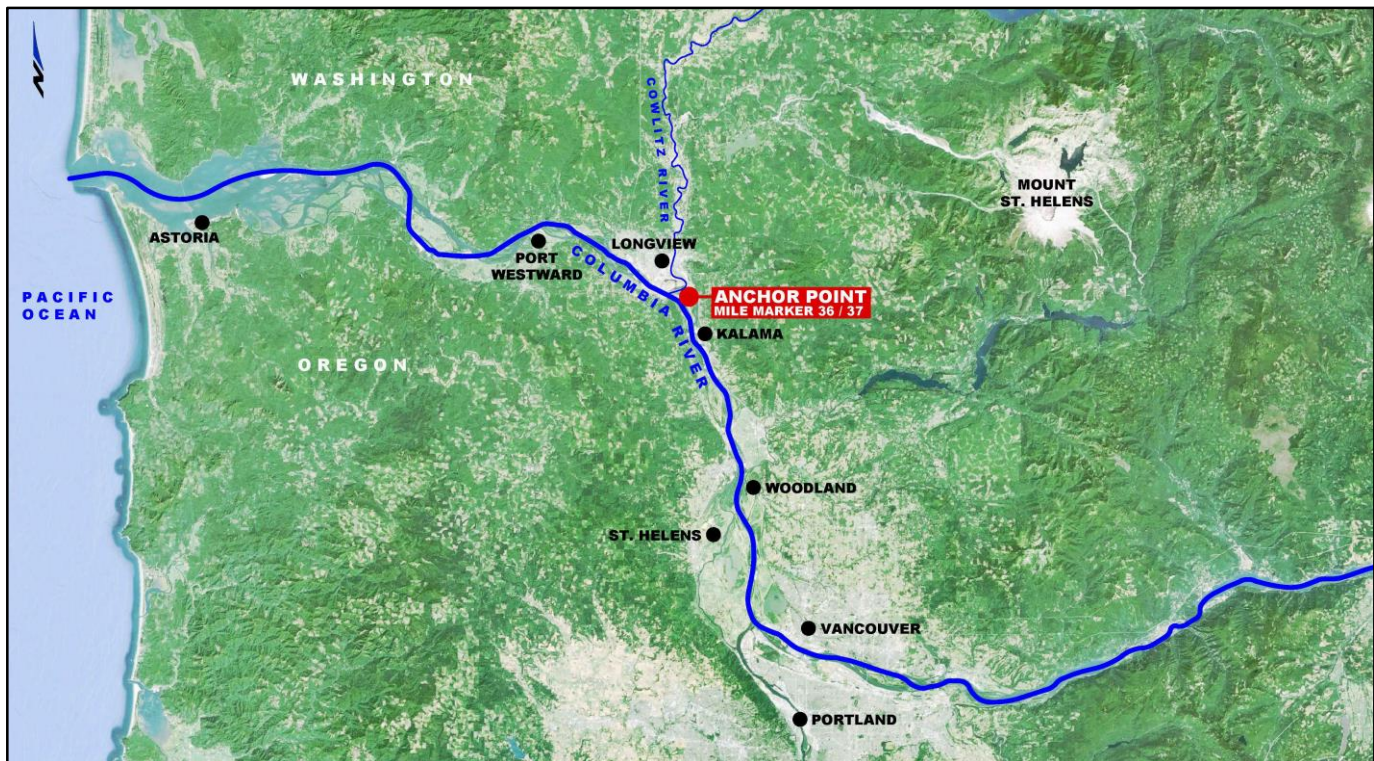 N
WASHINGTON
COWLITZ RIVER
MOUNT
ST. HELENS
ASTORIA
PORT
WESTWARD
LONGVIEW
COLUMBIA RIVER
PACIFIC
OCEAN
ANCHOR POINT
MILE MARKER 36 / 37
KALAMA
OREGON
WOODLAND
ST. HELENS
VANCOUVER
PORTLAND